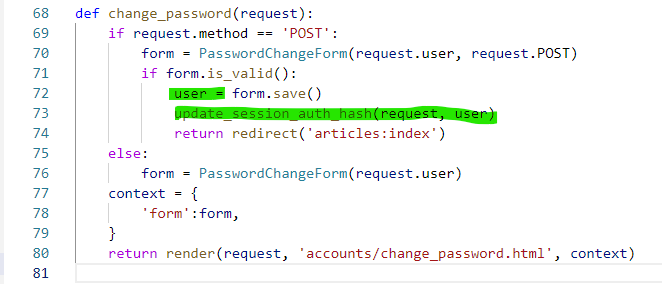 68 def change_password(request):
69     if request.method == 'POST':
70         form = PasswordChangeForm(request.user, request.POST)
71         if form.is_valid():
72             user = form.save()
73             update_session_auth_hash(request, user)
74             return redirect('articles:index')
75     else:
76         form = PasswordChangeForm(request.user)
77     context = {
78         'form':form,
79     }
80     return render(request, 'accounts/change_password.html', context)
81